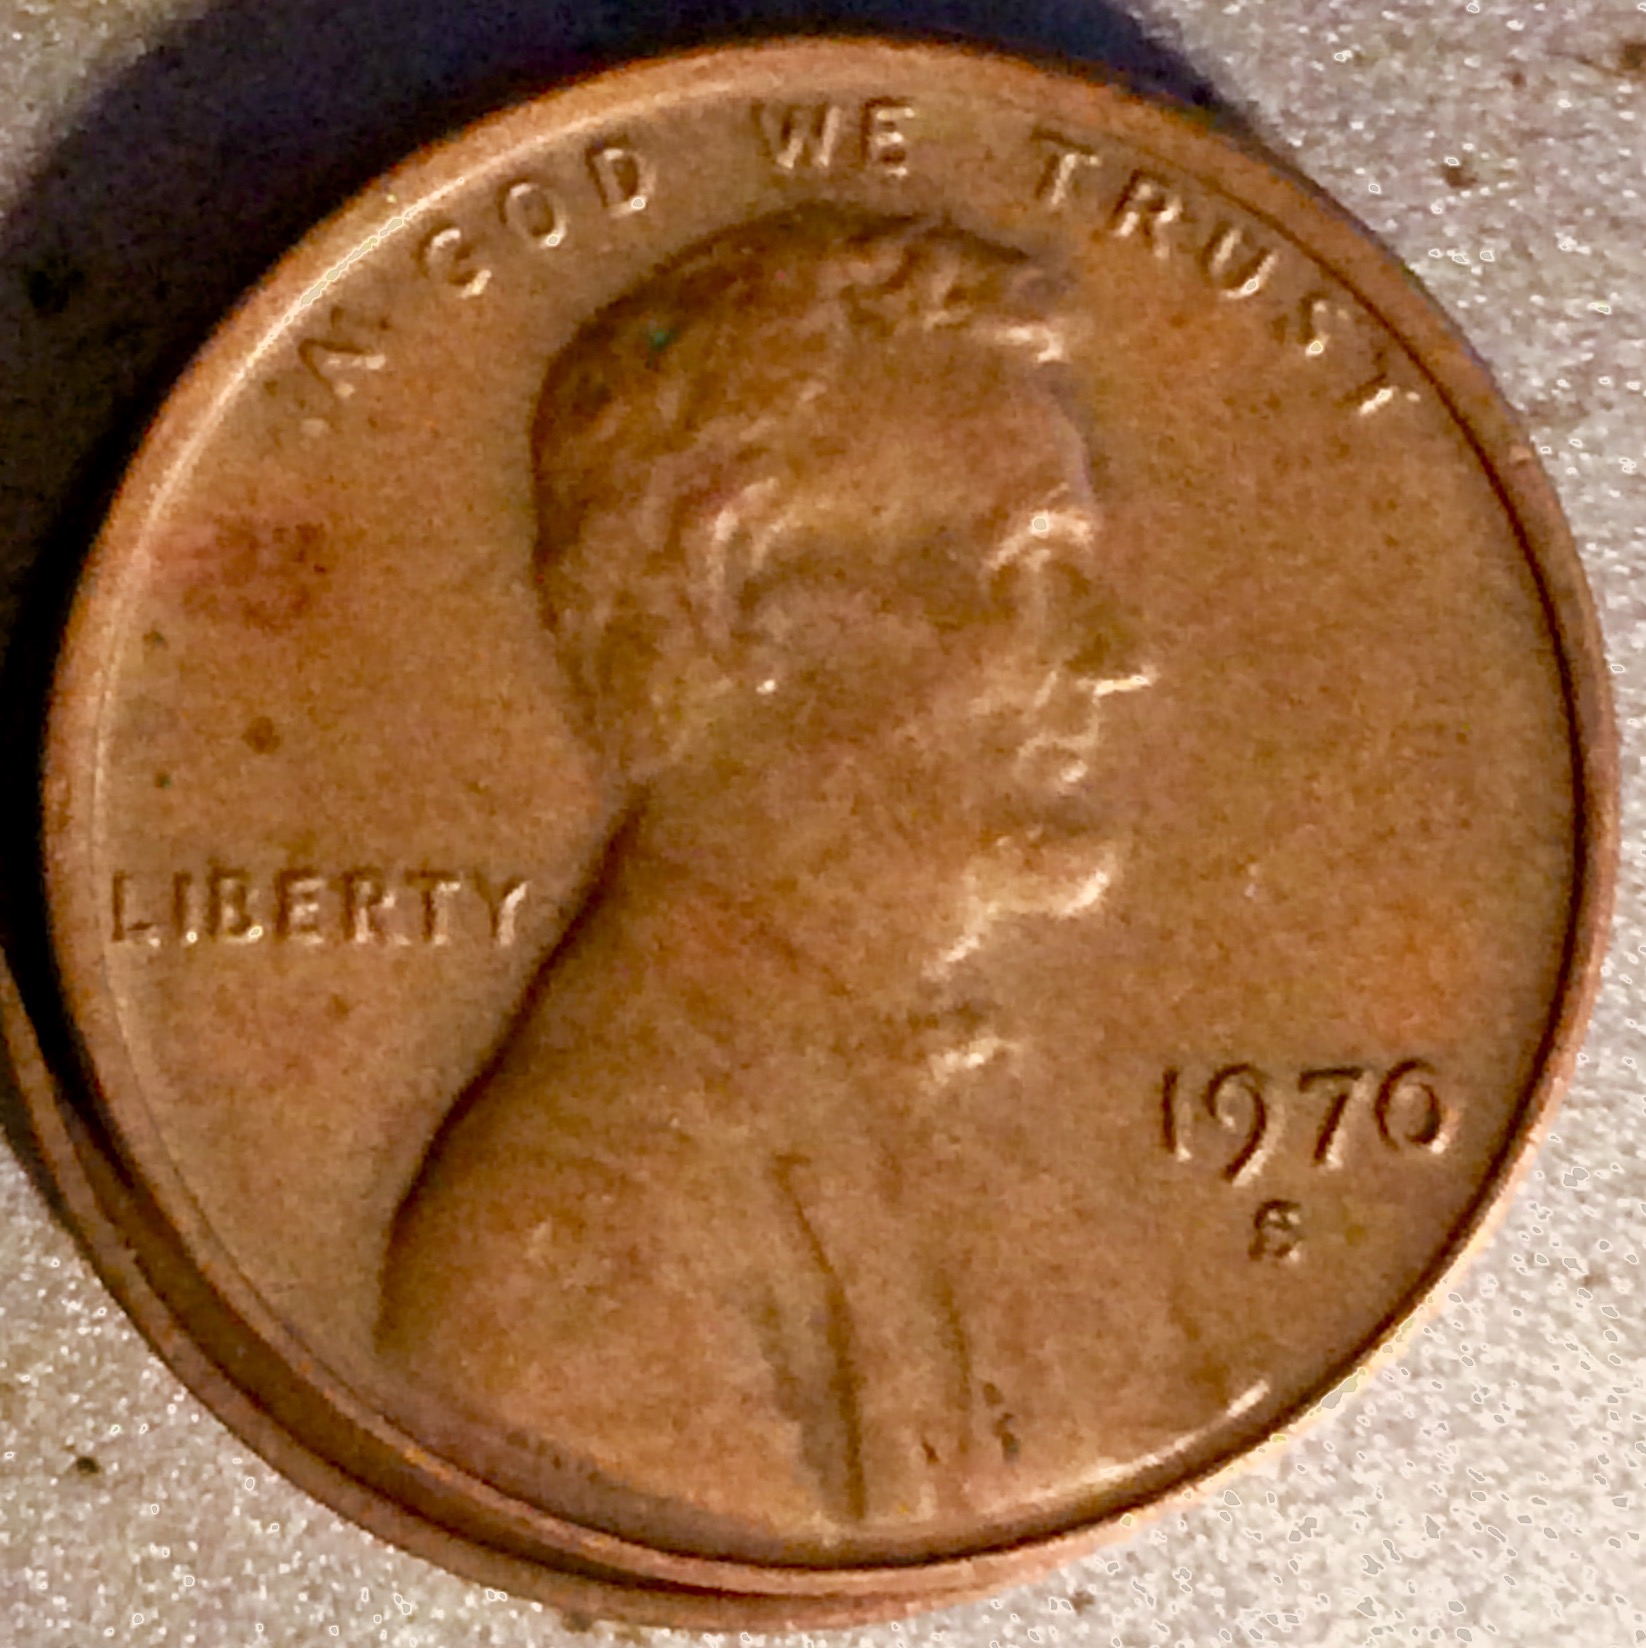 IN GOD WE TRUST
LIBERTY
1970
S